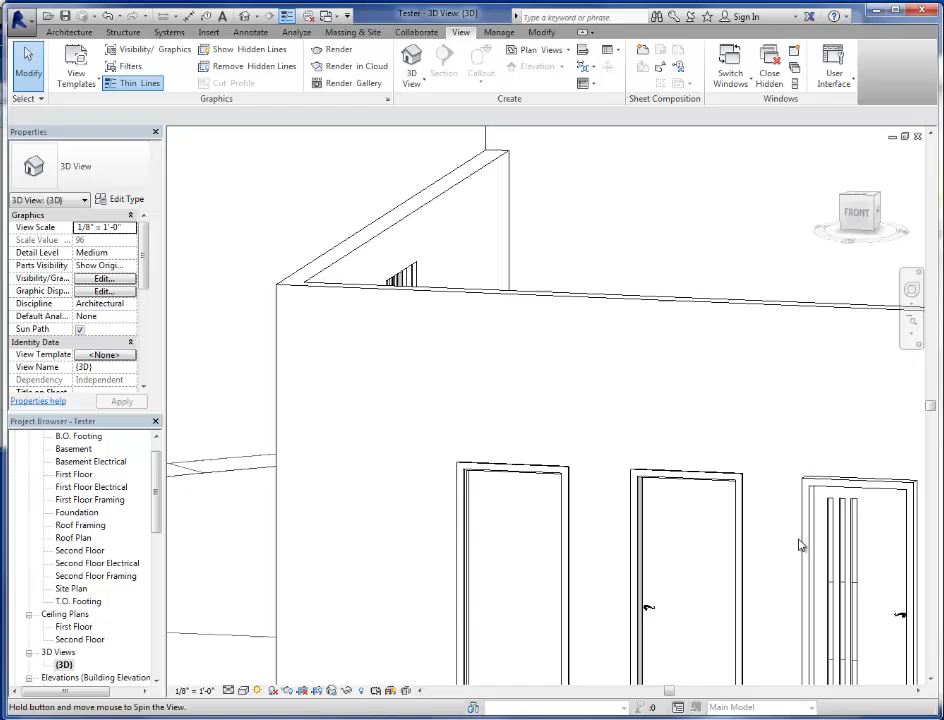 Tester - 3D View: {3D}
Type a keyword or phrase
Sign In
Architecture Structure Systems Insert Annotate Analyze Massing & Site Collaborate View Manage Modify
Modify
View Templates
Visibility/ Graphics
Filters
Thin Lines
Show Hidden Lines
Remove Hidden Lines
Cut Profile
Render
Render in Cloud
Render Gallery
3D View
Section
Callout
Plan Views
Elevation
Switch Windows
Close Hidden
User Interface
Select Graphics Create Sheet Composition Windows
Properties
3D View
3D View: {3D} Edit Type
Graphics
View Scale 1/8" = 1'-0"
Scale Value ... 96
Detail Level Medium
Parts Visibility Show Origi...
Visibility/Gra... Edit...
Graphic Disp... Edit...
Discipline Architectural
Default Anal... None
Sun Path
Identity Data
View Template <None>
View Name {3D}
Dependency Independent
Title on Sheet
Properties help Apply
Project Browser - Tester
B.O. Footing
Basement
Basement Electrical
First Floor
First Floor Electrical
First Floor Framing
Foundation
Roof Framing
Roof Plan
Second Floor
Second Floor Electrical
Second Floor Framing
Site Plan
T.O. Footing
Ceiling Plans
First Floor
Second Floor
3D Views
{3D}
Elevations (Building Elevation
FRONT
1/8" = 1'-0"
Hold button and move mouse to Spin the View.
:0
Main Model